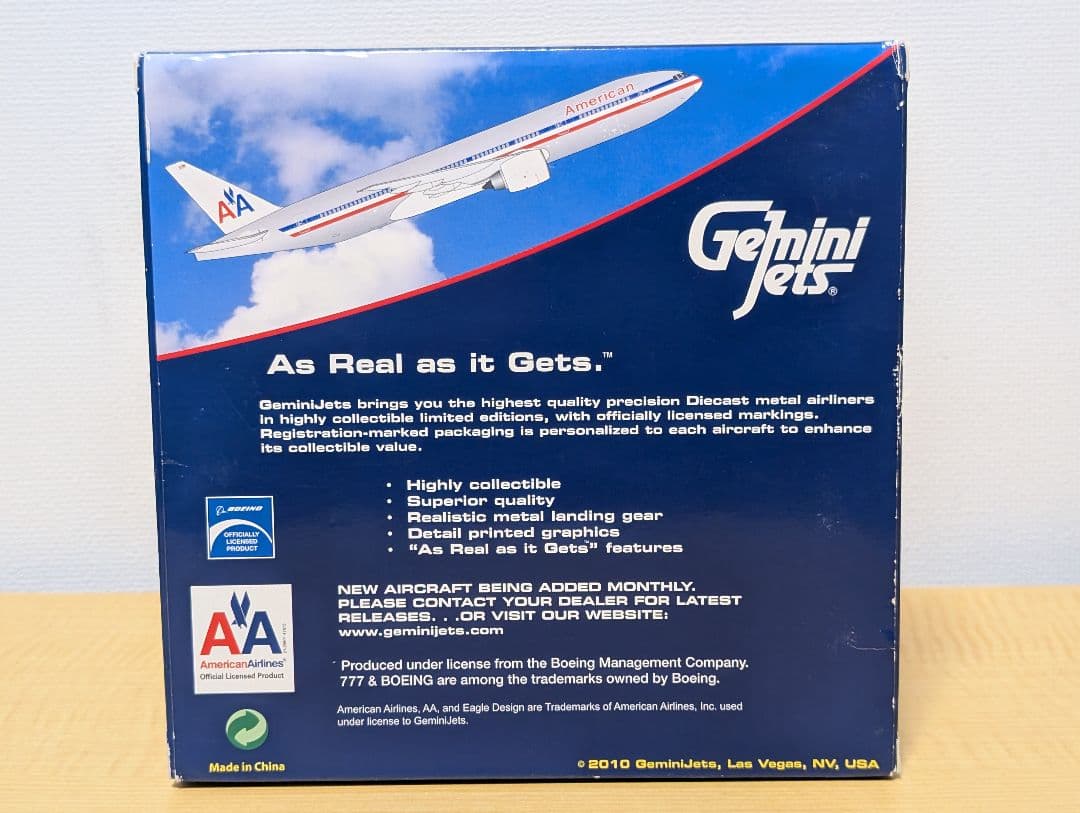 American
AA
Gemini
Jets®
As Real as it Gets.™
GeminiJets brings you the highest quality precision Diecast metal airliners
in highly collectible limited editions, with officially licensed markings.
Registration-marked packaging is personalized to each aircraft to enhance
its collectible value.
• Highly collectible
• Superior quality
• Realistic metal landing gear
• Detail printed graphics
• “As Real as it Gets™” features
BOEING
OFFICIALLY
LICENSED
PRODUCT
NEW AIRCRAFT BEING ADDED MONTHLY.
PLEASE CONTACT YOUR DEALER FOR LATEST
RELEASES. . .OR VISIT OUR WEBSITE:
www.geminijets.com
AA
AmericanAirlines®
Official Licensed Product
Produced under license from the Boeing Management Company.
777 & BOEING are among the trademarks owned by Boeing.
American Airlines, AA, and Eagle Design are Trademarks of American Airlines, Inc. used
under license to GeminiJets.
Made in China
© 2010 GeminiJets, Las Vegas, NV, USA